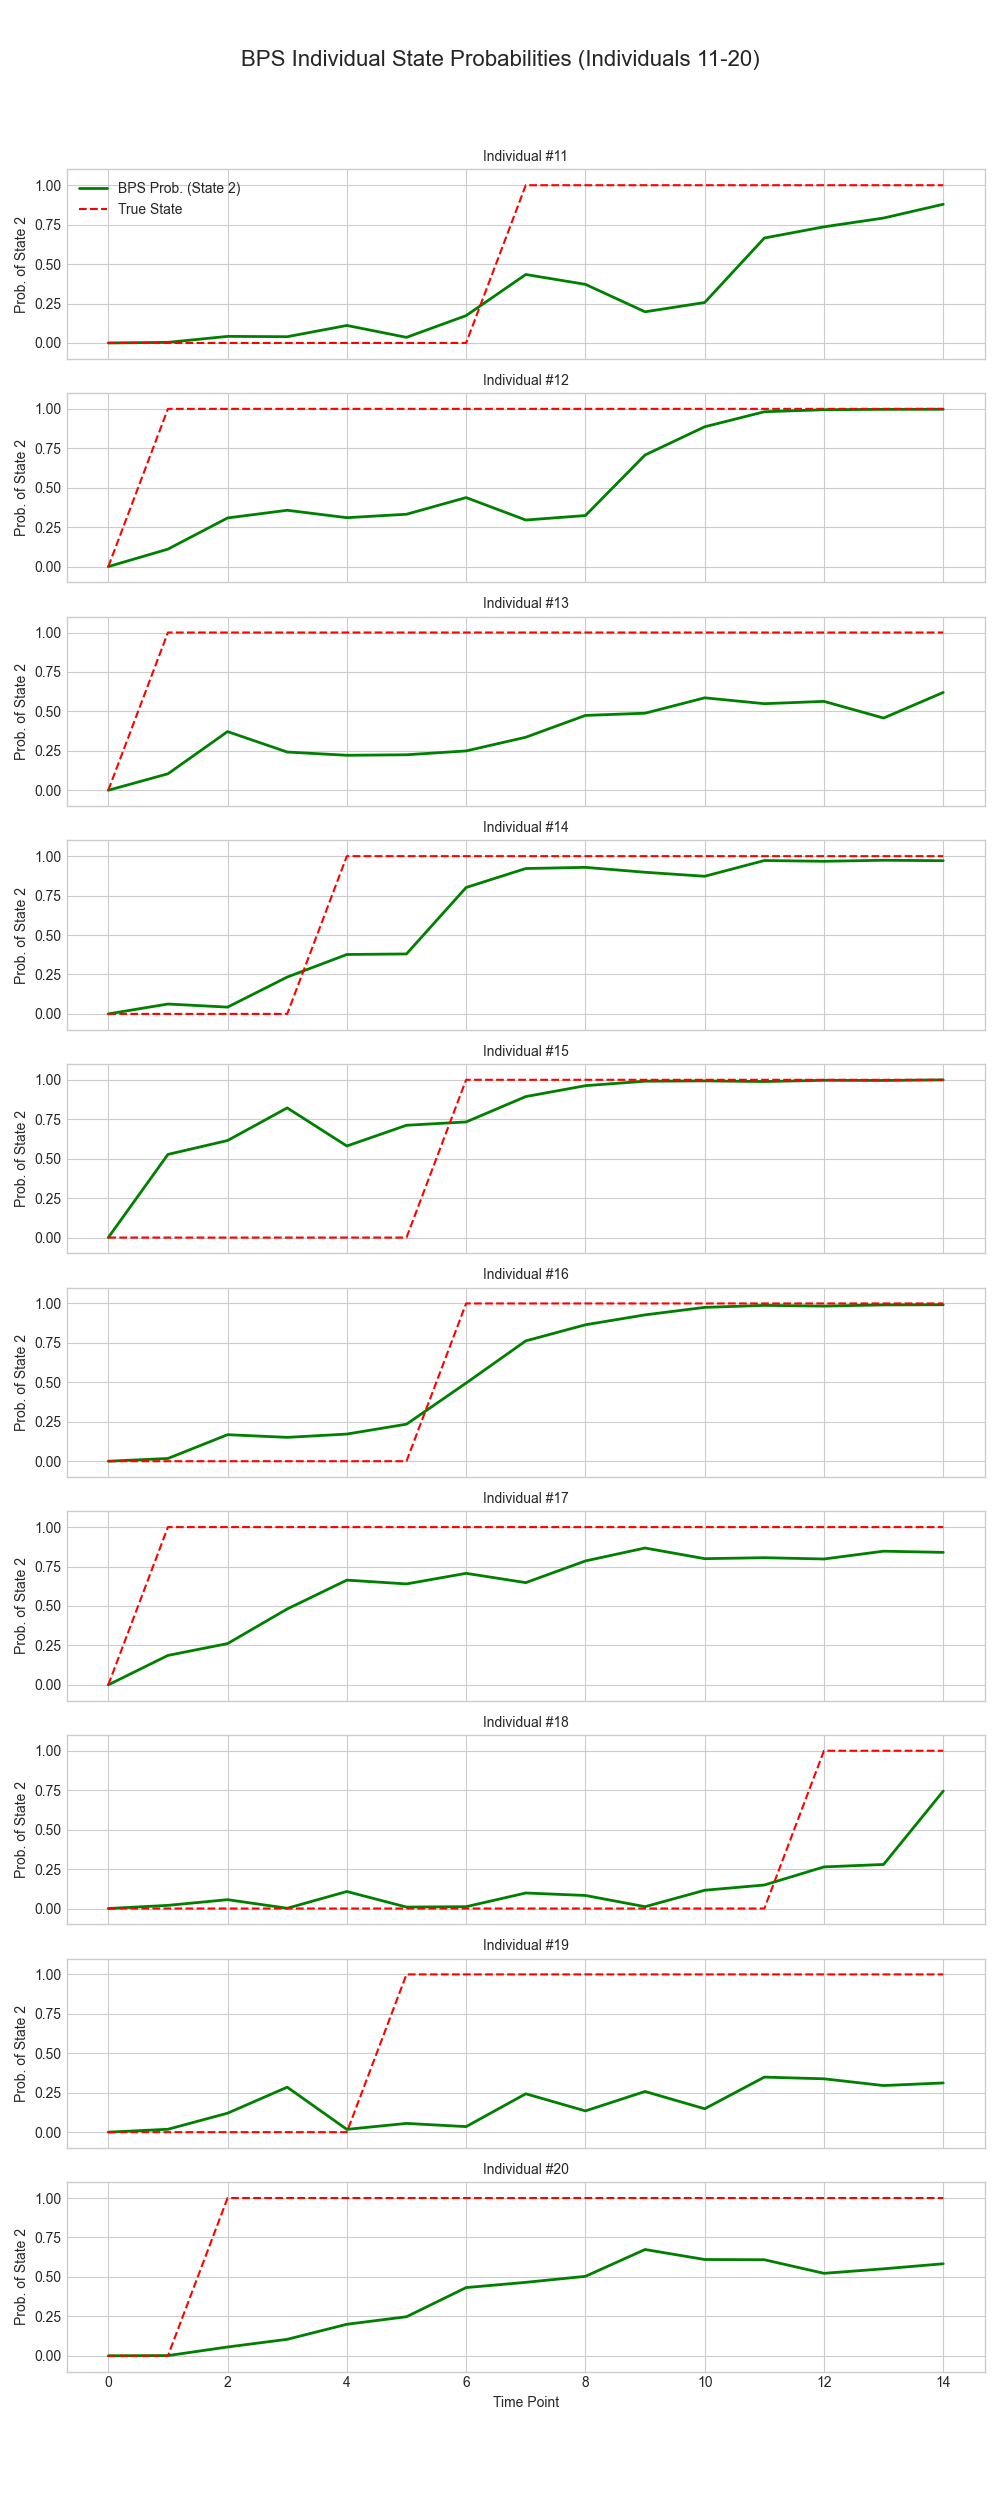 BPS Individual State Probabilities (Individuals 11-20)
Individual #11
Prob. of State 2
1.00
0.75
0.50
0.25
0.00
BPS Prob. (State 2)
True State
Individual #12
Prob. of State 2
1.00
0.75
0.50
0.25
0.00
Individual #13
Prob. of State 2
1.00
0.75
0.50
0.25
0.00
Individual #14
Prob. of State 2
1.00
0.75
0.50
0.25
0.00
Individual #15
Prob. of State 2
1.00
0.75
0.50
0.25
0.00
Individual #16
Prob. of State 2
1.00
0.75
0.50
0.25
0.00
Individual #17
Prob. of State 2
1.00
0.75
0.50
0.25
0.00
Individual #18
Prob. of State 2
1.00
0.75
0.50
0.25
0.00
Individual #19
Prob. of State 2
1.00
0.75
0.50
0.25
0.00
Individual #20
Prob. of State 2
1.00
0.75
0.50
0.25
0.00
0 2 4 6 8 10 12 14
Time Point